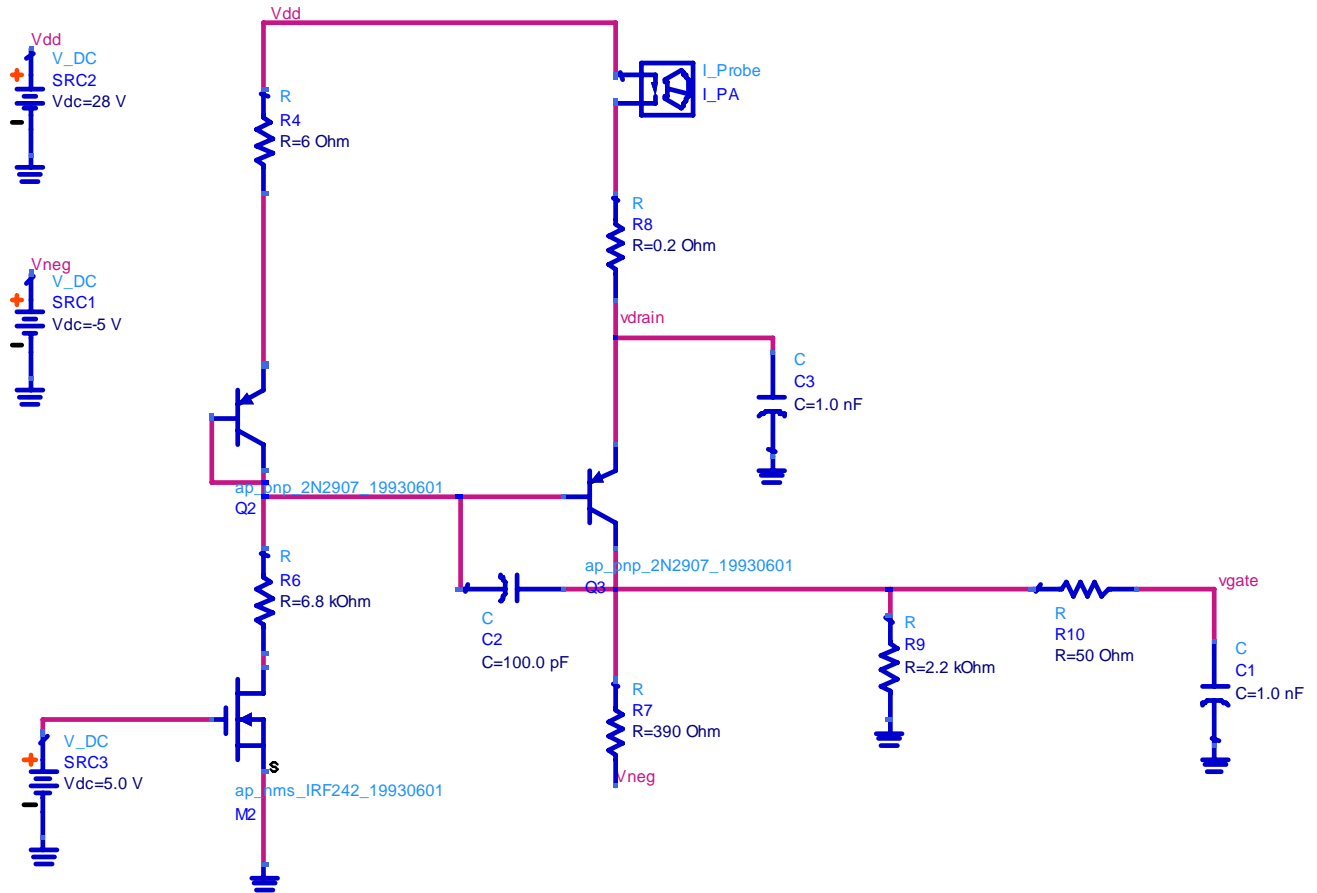 Vdd
Vdd
V_DC
SRC2
Vdc=28 V
I_Probe
I_PA
R
R4
R=6 Ohm
R
R8
R=0.2 Ohm
Vneg
V_DC
SRC1
Vdc=-5 V
vdrain
C
C3
C=1.0 nF
ap_pnp_2N2907_19930601
Q2
R
R6
R=6.8 kOhm
ap_pnp_2N2907_19930601
Q3
C
C2
C=100.0 pF
R
R9
R=2.2 kOhm
R
R10
R=50 Ohm
vgate
C
C1
C=1.0 nF
R
R7
R=390 Ohm
Vneg
V_DC
SRC3
Vdc=5.0 V
S
ap_nms_IRF242_19930601
M2